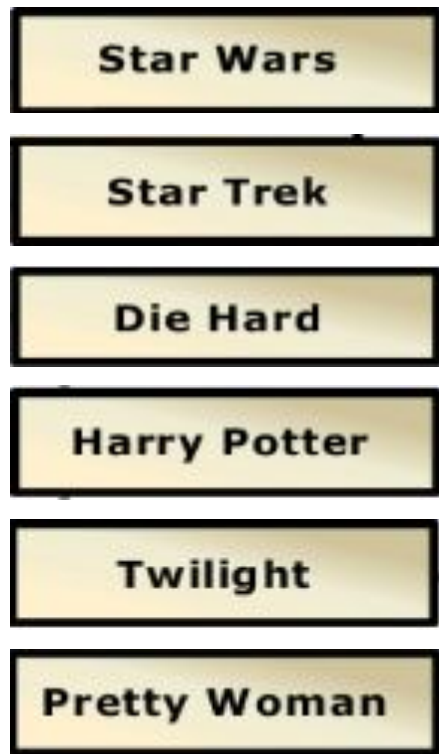 Star Wars
Star Trek
Die Hard
Harry Potter
Twilight
Pretty Woman